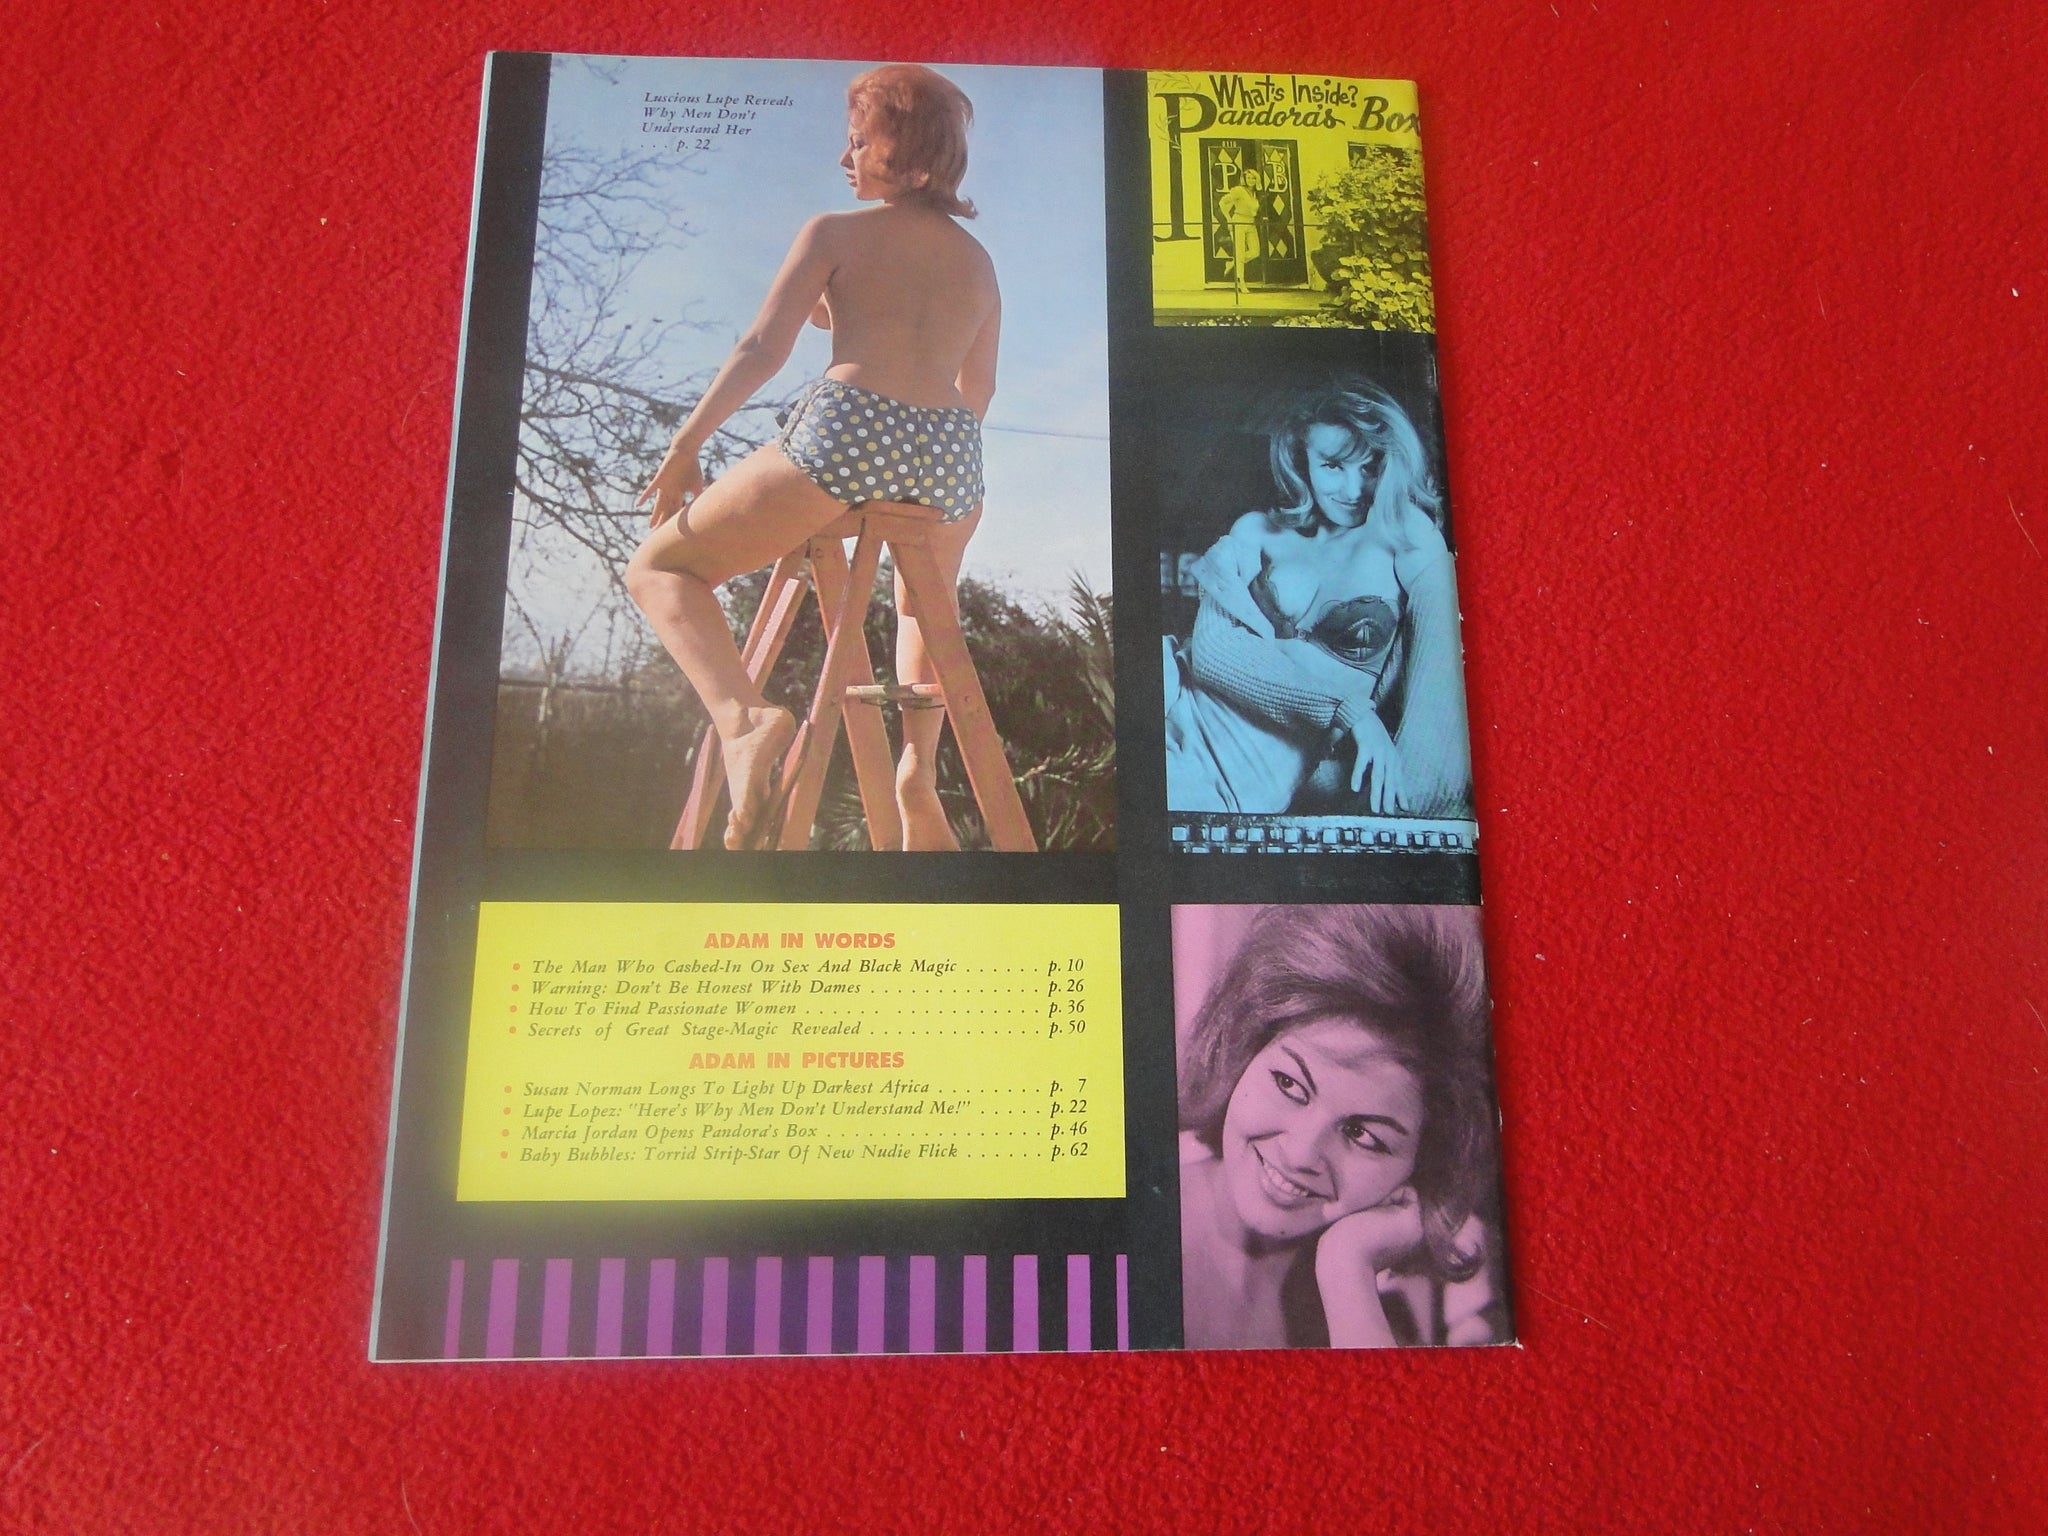 Luscious Lupe Reveals
Why Men Don't
Understand Her
. . . p. 22
What's Inside?
Pandora's Box
P B
ADAM IN WORDS
• The Man Who Cashed-In On Sex And Black Magic . . . . . . p. 10
• Warning: Don't Be Honest With Dames . . . . . . . . . . . . . p. 26
• How To Find Passionate Women . . . . . . . . . . . . . . . . . p. 36
• Secrets of Great Stage-Magic Revealed . . . . . . . . . . . . . p. 50
ADAM IN PICTURES
• Susan Norman Longs To Light Up Darkest Africa . . . . . . . . p. 7
• Lupe Lopez: "Here's Why Men Don't Understand Me!" . . . . . p. 22
• Marcia Jordan Opens Pandora's Box . . . . . . . . . . . . . . . . p. 46
• Baby Bubbles: Torrid Strip-Star Of New Nudie Flick . . . . . . p. 62